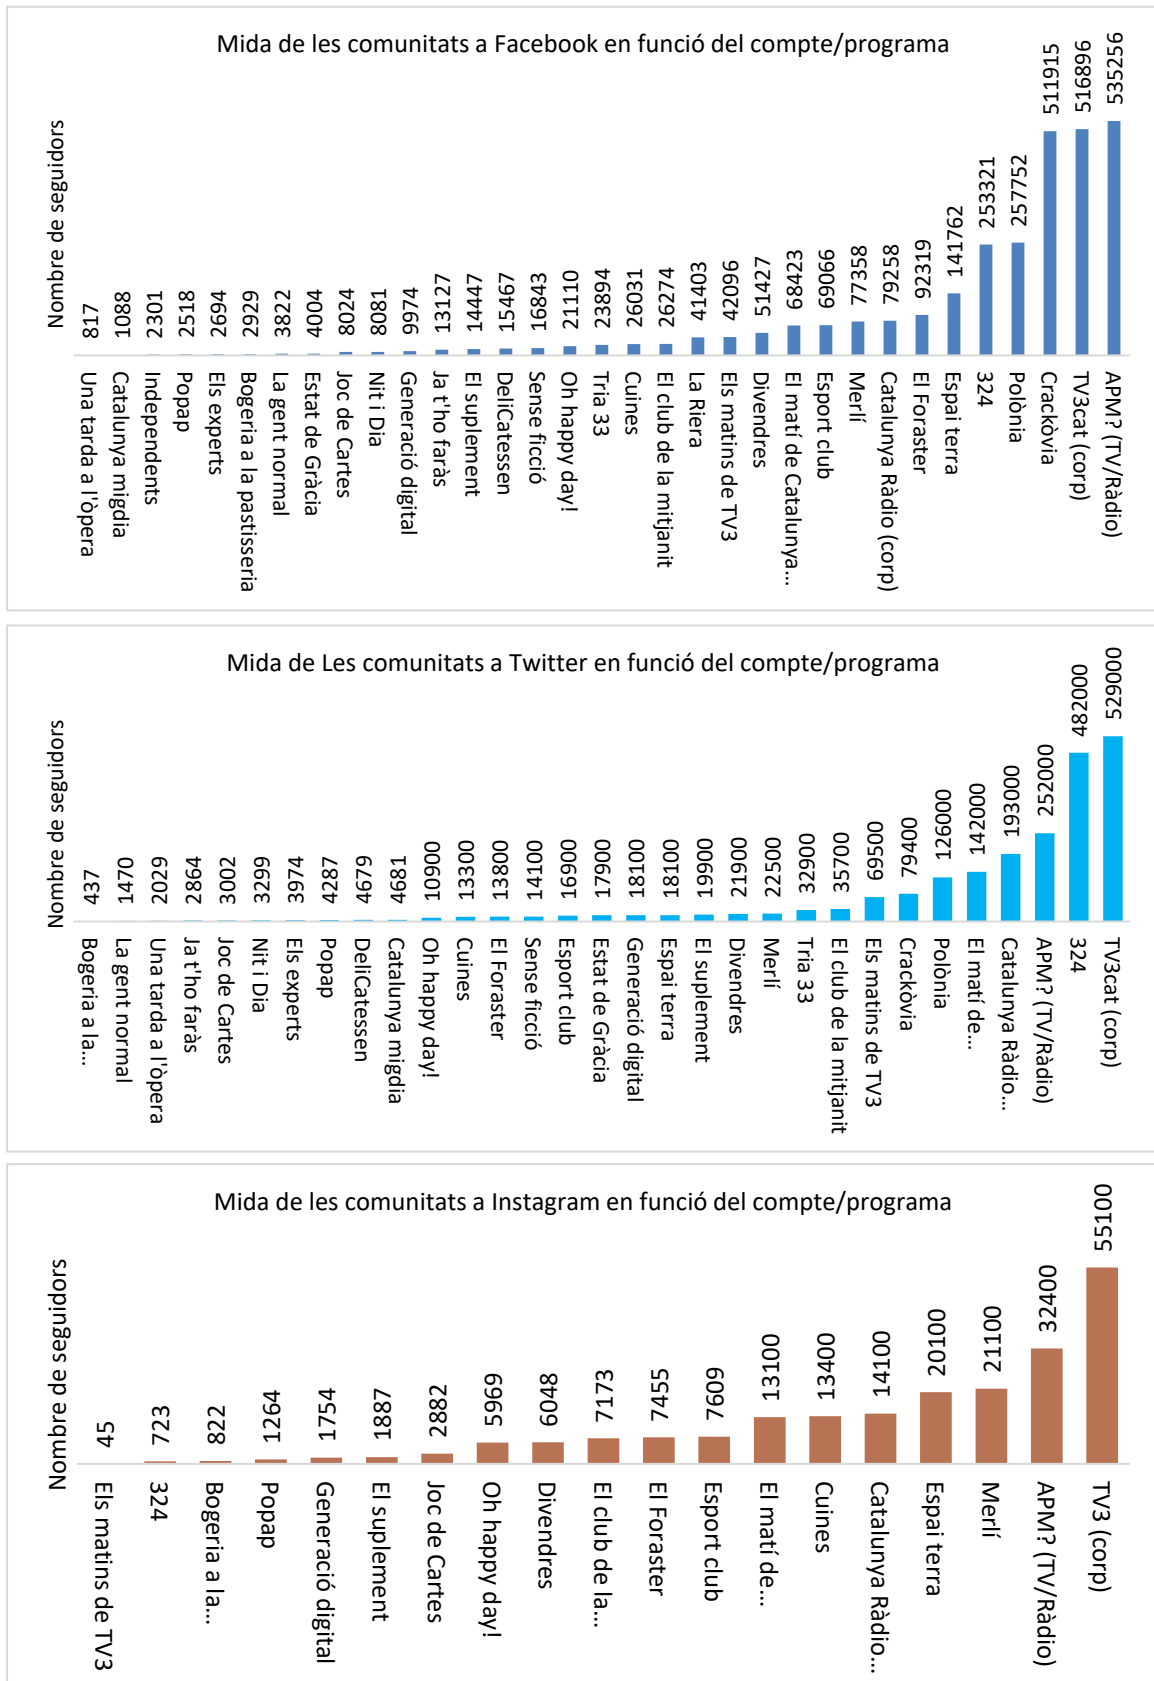 Mida de les comunitats a Facebook en funció del compte/programa
Nombre de seguidors
817
1088
2301
2518
2694
2929
3822
4004
8024
8081
9974
13127
14447
15467
16843
21110
23894
26031
26274
41403
42096
51427
69423
69066
77358
79258
92319
141762
253321
257752
511915
516896
535256
Una tarda a l'òpera
Catalunya migdia
Independents
Popap
Els experts
Bogeria a la pastisseria
La gent normal
Estat de Gràcia
Joc de Cartes
Nit i Dia
Generació digital
Ja t'ho faràs
El suplement
DeliCatessen
Sense ficció
Oh happy day!
Tria 33
Cuines
El club de la mitjanit
La Riera
Els matins de TV3
Divendres
El matí de Catalunya...
Esport club
Merlí
Catalunya Ràdio (corp)
El Foraster
Espai terra
324
Polònia
Crackòvia
TV3cat (corp)
APM? (TV/Ràdio)
Mida de Les comunitats a Twitter en funció del compte/programa
Nombre de seguidors
437
1470
2029
2894
3002
3299
3794
4287
4679
4681
10900
13300
13800
14100
16900
17900
18100
18100
19900
21900
22500
32900
35700
69500
79400
126000
142000
193000
252000
482000
529000
Bogeria a la...
La gent normal
Una tarda a l'òpera
Ja t'ho faràs
Joc de Cartes
Nit i Dia
Els experts
Popap
DeliCatessen
Catalunya migdia
Oh happy day!
Cuines
El Foraster
Sense ficció
Esport club
Estat de Gràcia
Generació digital
Espai terra
El suplement
Divendres
Merlí
Tria 33
El club de la mitjanit
Els matins de TV3
Crackòvia
Polònia
El matí de...
Catalunya Ràdio...
APM? (TV/Ràdio)
324
TV3cat (corp)
Mida de les comunitats a Instagram en funció del compte/programa
Nombre de seguidors
45
723
822
1294
1754
1887
2882
5969
6048
7173
7455
7609
13100
13400
14100
20100
21100
32400
55100
Els matins de TV3
324
Bogeria a la...
Popap
Generació digital
El suplement
Joc de Cartes
Oh happy day!
Divendres
El club de la...
El Foraster
Esport club
El matí de...
Cuines
Catalunya Ràdio...
Espai terra
Merlí
APM? (TV/Ràdio)
TV3 (corp)